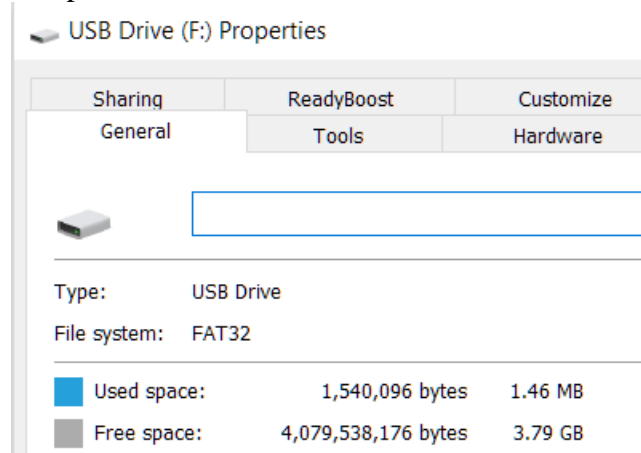 USB Drive (F:) Properties
Sharing ReadyBoost Customize
General Tools Hardware
Type: USB Drive
File system: FAT32
Used space: 1,540,096 bytes 1.46 MB
Free space: 4,079,538,176 bytes 3.79 GB